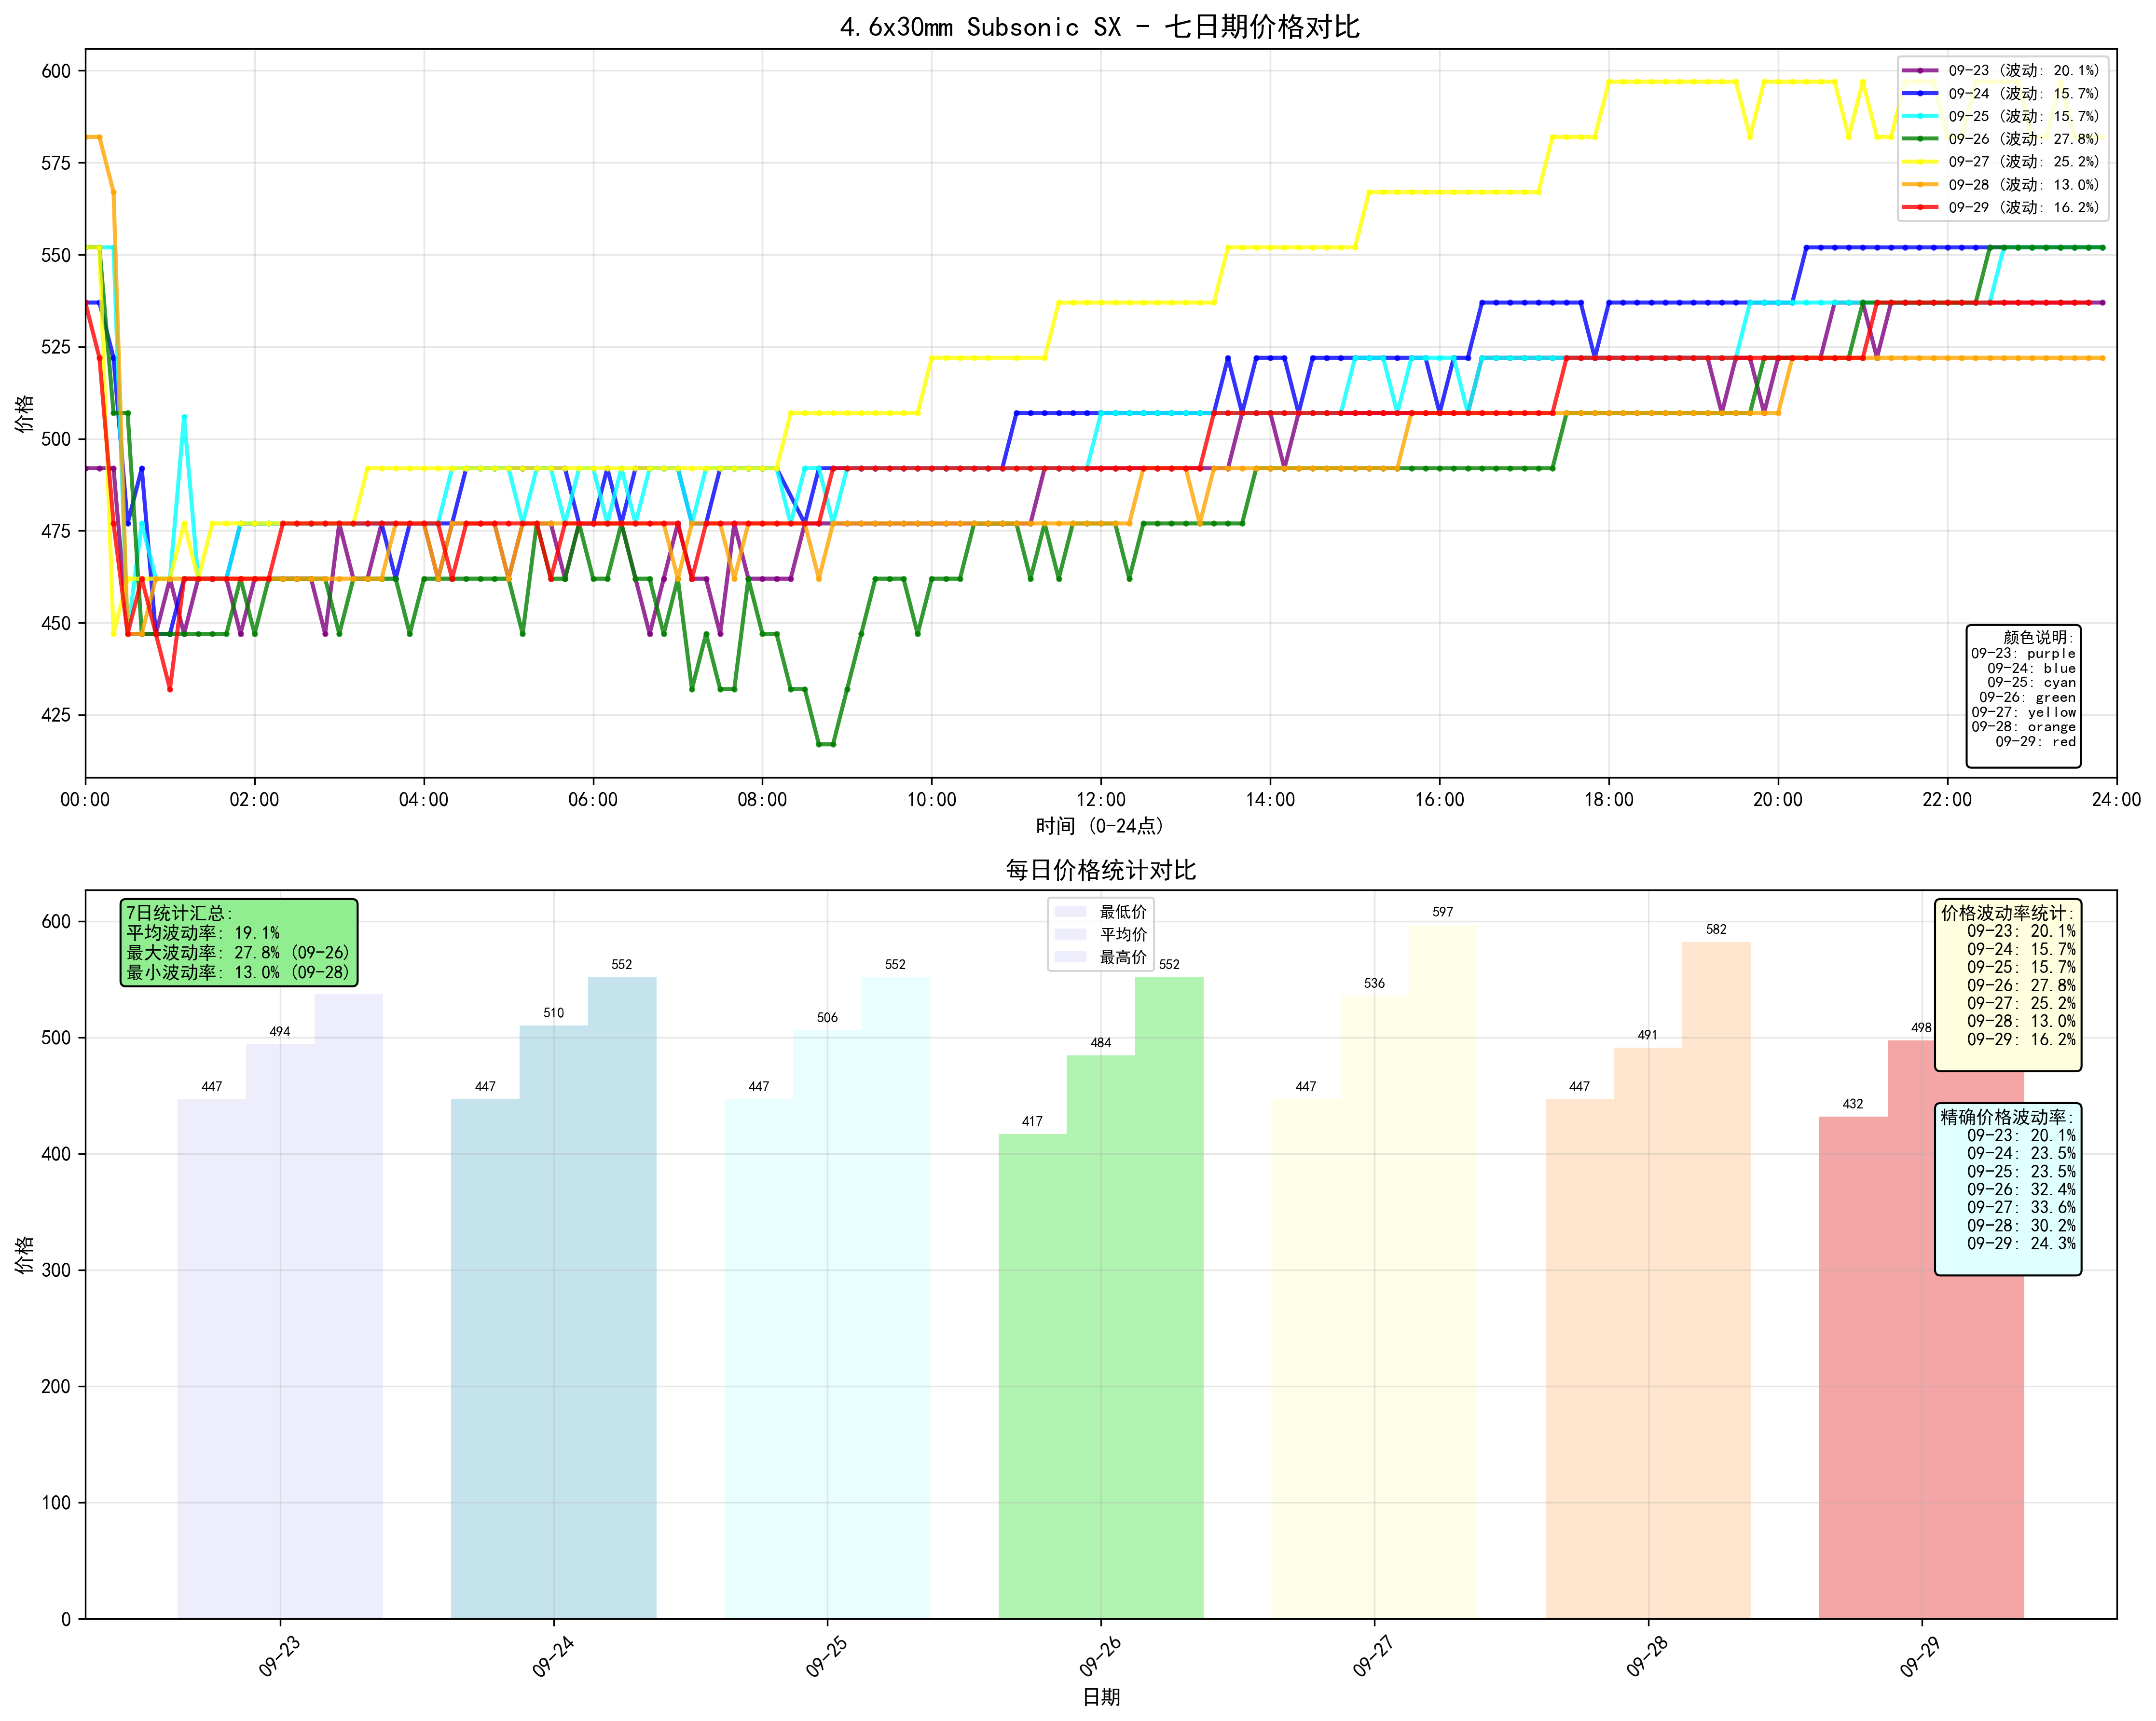 4.6x30mm Subsonic SX - 七日期价格对比
价格
600
575
550
525
500
475
450
425
09-23 (波动: 20.1%)
09-24 (波动: 15.7%)
09-25 (波动: 15.7%)
09-26 (波动: 27.8%)
09-27 (波动: 25.2%)
09-28 (波动: 13.0%)
09-29 (波动: 16.2%)
颜色说明:
09-23: purple
09-24: blue
09-25: cyan
09-26: green
09-27: yellow
09-28: orange
09-29: red
00:00 02:00 04:00 06:00 08:00 10:00 12:00 14:00 16:00 18:00 20:00 22:00 24:00
时间 (0-24点)
每日价格统计对比
价格
600
500
400
300
200
100
0
7日统计汇总:
平均波动率: 19.1%
最大波动率: 27.8% (09-26)
最小波动率: 13.0% (09-28)
最低价
平均价
最高价
价格波动率统计:
09-23: 20.1%
09-24: 15.7%
09-25: 15.7%
09-26: 27.8%
09-27: 25.2%
09-28: 13.0%
09-29: 16.2%
精确价格波动率:
09-23: 20.1%
09-24: 23.5%
09-25: 23.5%
09-26: 32.4%
09-27: 33.6%
09-28: 30.2%
09-29: 24.3%
447 494
447 510 552
447 506 552
417 484 552
447 536 597
447 491 582
432 498
09-23 09-24 09-25 09-26 09-27 09-28 09-29
日期